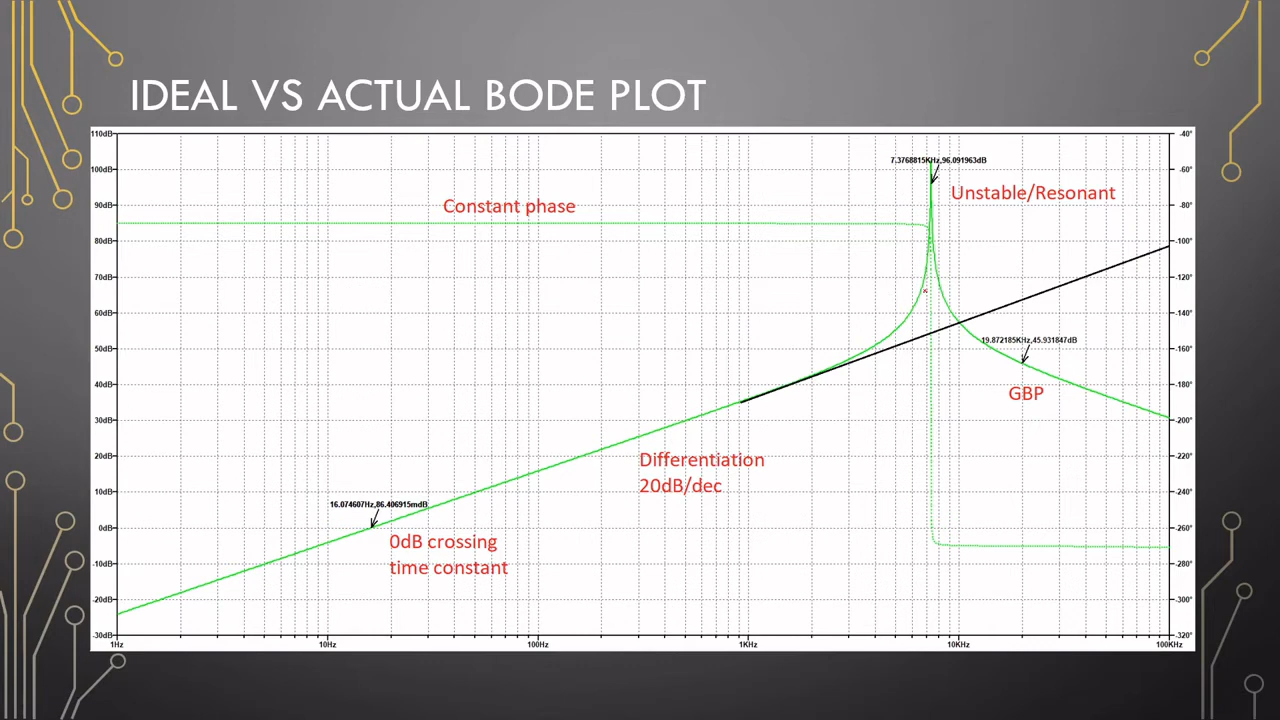 IDEAL VS ACTUAL BODE PLOT
110dB
100dB
90dB
80dB
70dB
60dB
50dB
40dB
30dB
20dB
10dB
0dB
-10dB
-20dB
-30dB
7.3768815KHz,96.091963dB
Unstable/Resonant
Constant phase
19.872185KHz,45.931847dB
GBP
Differentiation
20dB/dec
16.074607Hz,86.406915mdB
0dB crossing
time constant
-40°
-60°
-80°
-100°
-120°
-140°
-160°
-180°
-200°
-220°
-240°
-260°
-280°
-300°
-320°
1Hz
10Hz
100Hz
1KHz
10KHz
100KHz